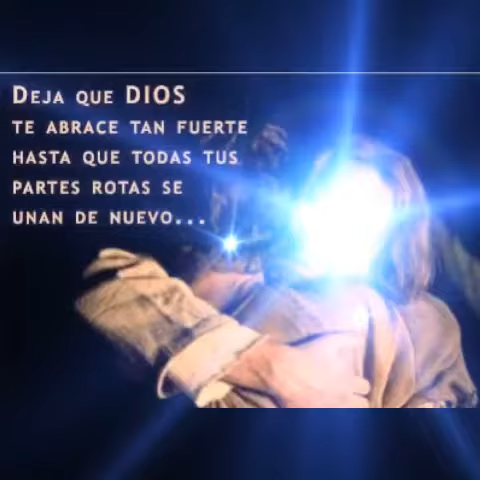 Deja que DIOS
te abrace tan fuerte
hasta que todas tus
partes rotas se
unan de nuevo...